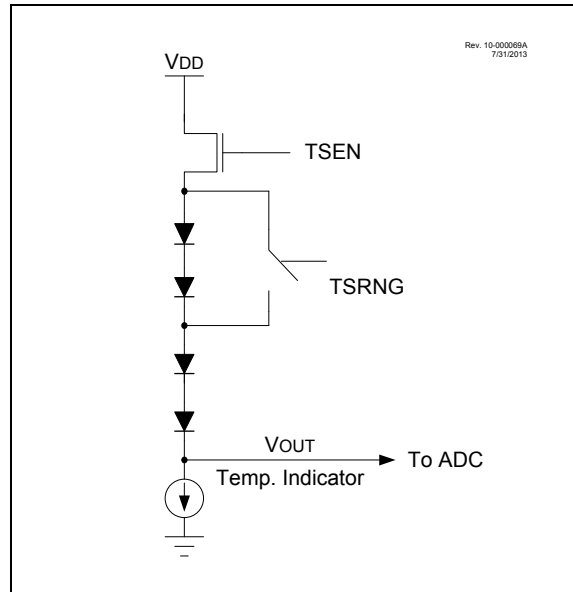 Rev. 10-000069A
7/31/2013
VDD
TSEN
TSRNG
VOUT
To ADC
Temp. Indicator